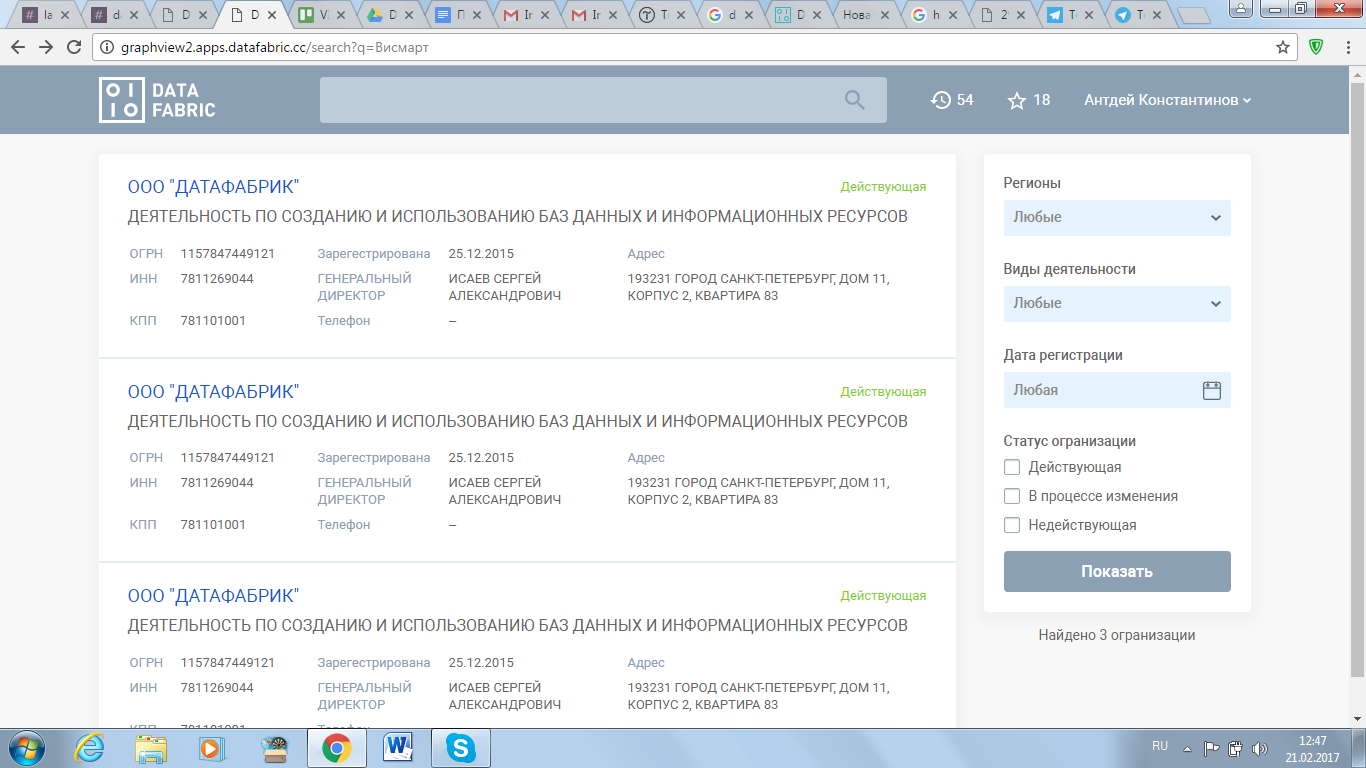 la
da
D
D
VI
D
П
Ir
Ir
Tu
d
D
Нова
h
2
Te
Te
graphview2.apps.datafabric.cc/search?q=Висмарт
DATA FABRIC
54
18
Антдей Константинов
ООО "ДАТАФАБРИК"
Действующая
ДЕЯТЕЛЬНОСТЬ ПО СОЗДАНИЮ И ИСПОЛЬЗОВАНИЮ БАЗ ДАННЫХ И ИНФОРМАЦИОННЫХ РЕСУРСОВ
ОГРН 1157847449121 Зарегестрирована 25.12.2015 Адрес
ИНН 7811269044 ГЕНЕРАЛЬНЫЙ ИСАЕВ СЕРГЕЙ 193231 ГОРОД САНКТ-ПЕТЕРБУРГ, ДОМ 11,
ДИРЕКТОР АЛЕКСАНДРОВИЧ КОРПУС 2, КВАРТИРА 83
КПП 781101001 Телефон –
ООО "ДАТАФАБРИК"
Действующая
ДЕЯТЕЛЬНОСТЬ ПО СОЗДАНИЮ И ИСПОЛЬЗОВАНИЮ БАЗ ДАННЫХ И ИНФОРМАЦИОННЫХ РЕСУРСОВ
ОГРН 1157847449121 Зарегестрирована 25.12.2015 Адрес
ИНН 7811269044 ГЕНЕРАЛЬНЫЙ ИСАЕВ СЕРГЕЙ 193231 ГОРОД САНКТ-ПЕТЕРБУРГ, ДОМ 11,
ДИРЕКТОР АЛЕКСАНДРОВИЧ КОРПУС 2, КВАРТИРА 83
КПП 781101001 Телефон –
ООО "ДАТАФАБРИК"
Действующая
ДЕЯТЕЛЬНОСТЬ ПО СОЗДАНИЮ И ИСПОЛЬЗОВАНИЮ БАЗ ДАННЫХ И ИНФОРМАЦИОННЫХ РЕСУРСОВ
ОГРН 1157847449121 Зарегестрирована 25.12.2015 Адрес
ИНН 7811269044 ГЕНЕРАЛЬНЫЙ ИСАЕВ СЕРГЕЙ 193231 ГОРОД САНКТ-ПЕТЕРБУРГ, ДОМ 11,
ДИРЕКТОР АЛЕКСАНДРОВИЧ КОРПУС 2, КВАРТИРА 83
Регионы
Любые
Виды деятельности
Любые
Дата регистрации
Любая
Статус огранизации
Действующая
В процессе изменения
Недействующая
Показать
Найдено 3 огранизации
RU
12:47
21.02.2017